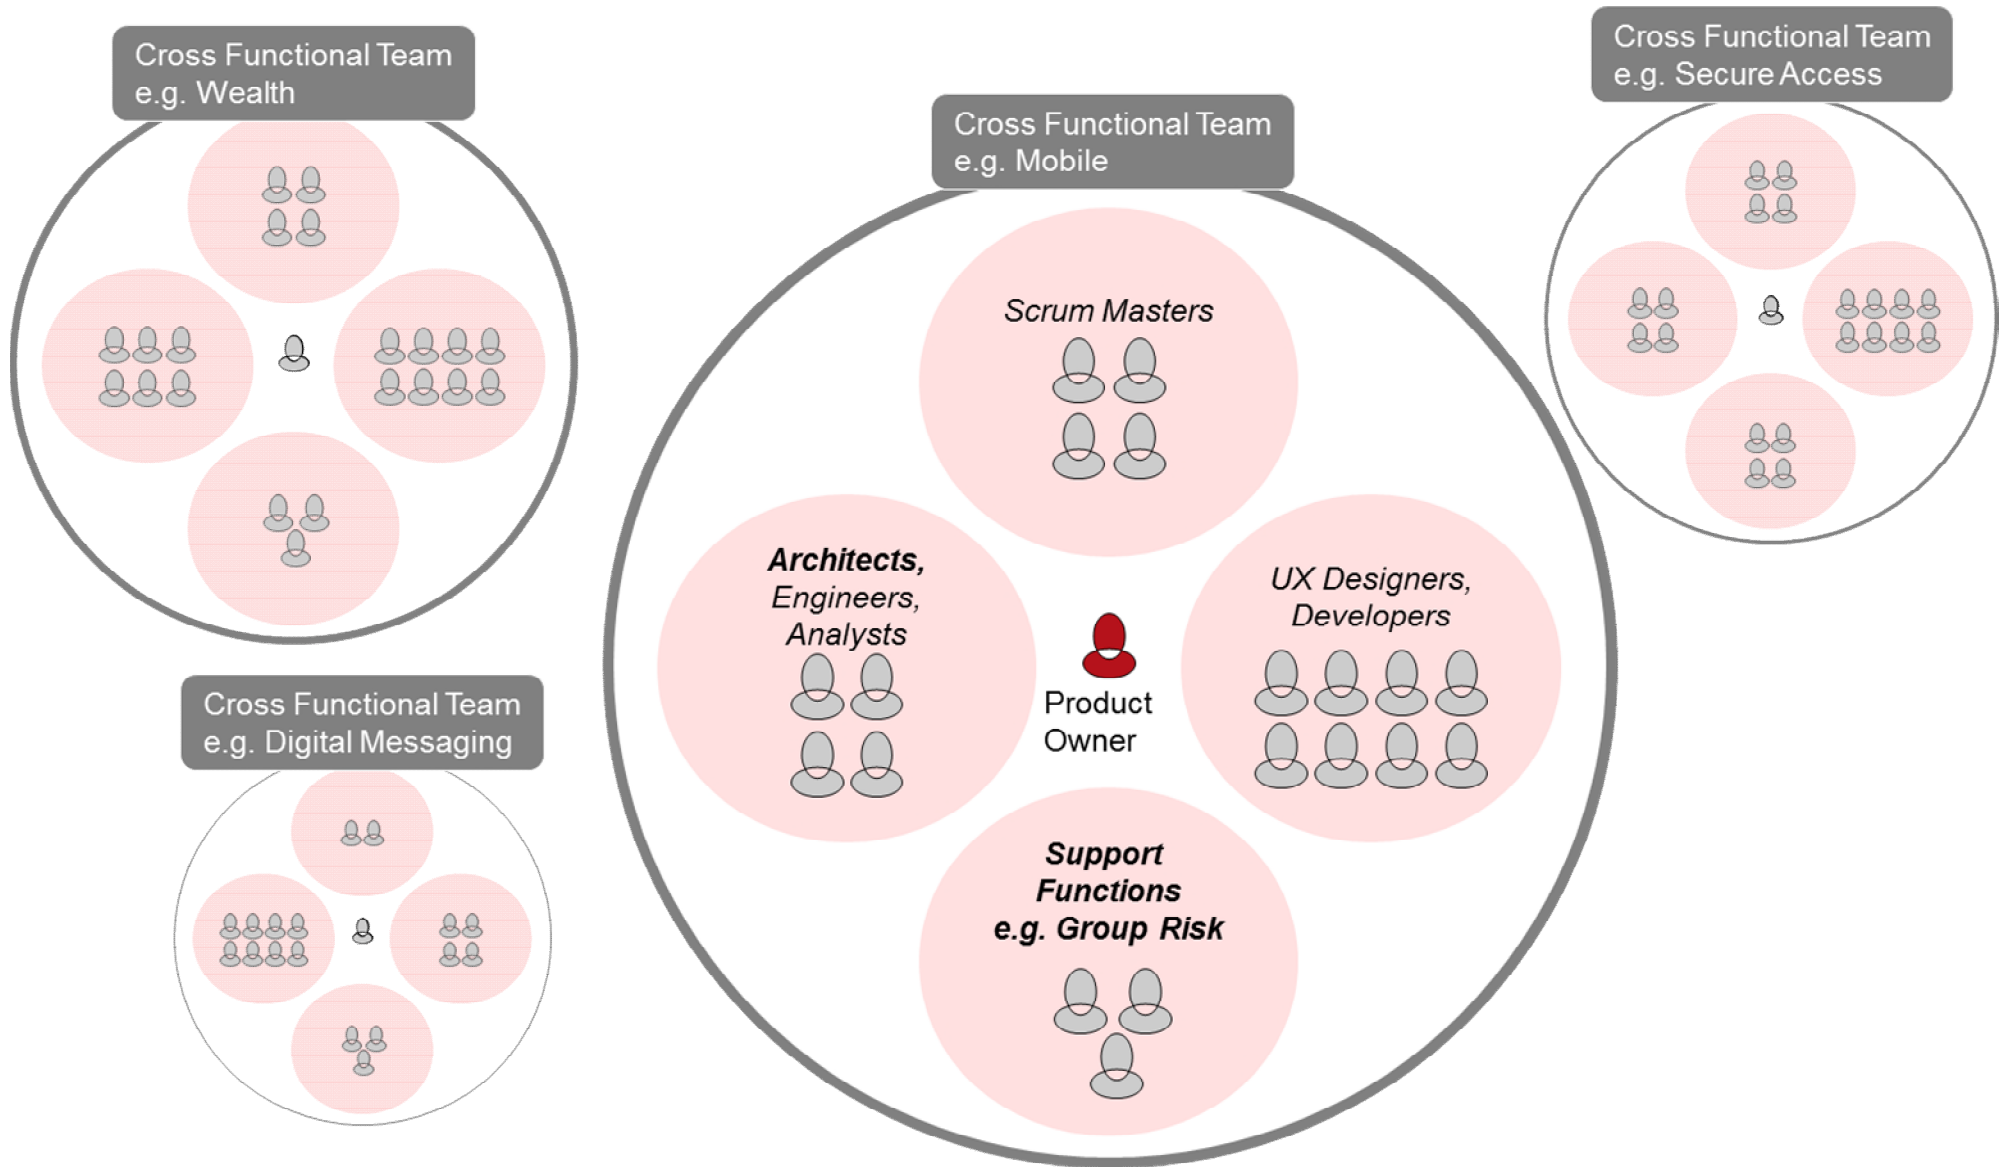 Cross Functional Team
e.g. Wealth
Cross Functional Team
e.g. Mobile
Cross Functional Team
e.g. Secure Access
Scrum Masters
Architects,
Engineers,
Analysts
UX Designers,
Developers
Product
Owner
Support
Functions
e.g. Group Risk
Cross Functional Team
e.g. Digital Messaging